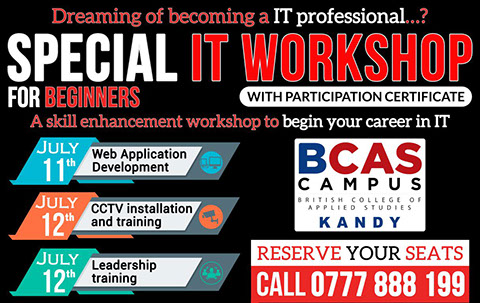 Dreaming of becoming a IT professional...?
SPECIAL IT WORKSHOP
FOR BEGINNERS
WITH PARTICIPATION CERTIFICATE
A skill enhancement workshop to begin your career in IT
JULY
11th
Web Application
Development
JULY
12th
CCTV installation
and training
JULY
12th
Leadership
training
BCAS
CAMPUS
BRITISH COLLEGE OF
APPLIED STUDIES
KANDY
RESERVE YOUR SEATS
CALL 0777 888 199